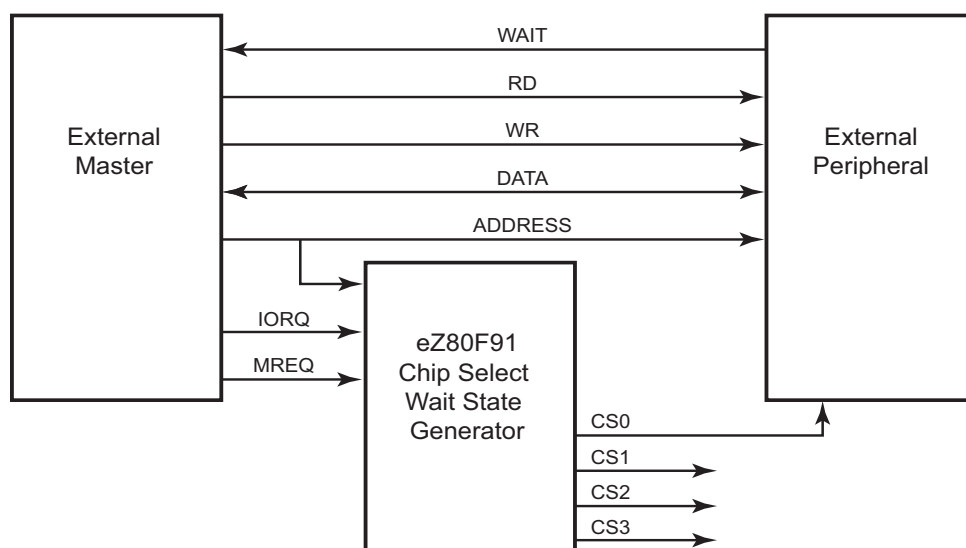 WAIT
RD
External
Master
WR
External
Peripheral
DATA
ADDRESS
IORQ
MREQ
eZ80F91
Chip Select
Wait State
Generator
CS0
CS1
CS2
CS3